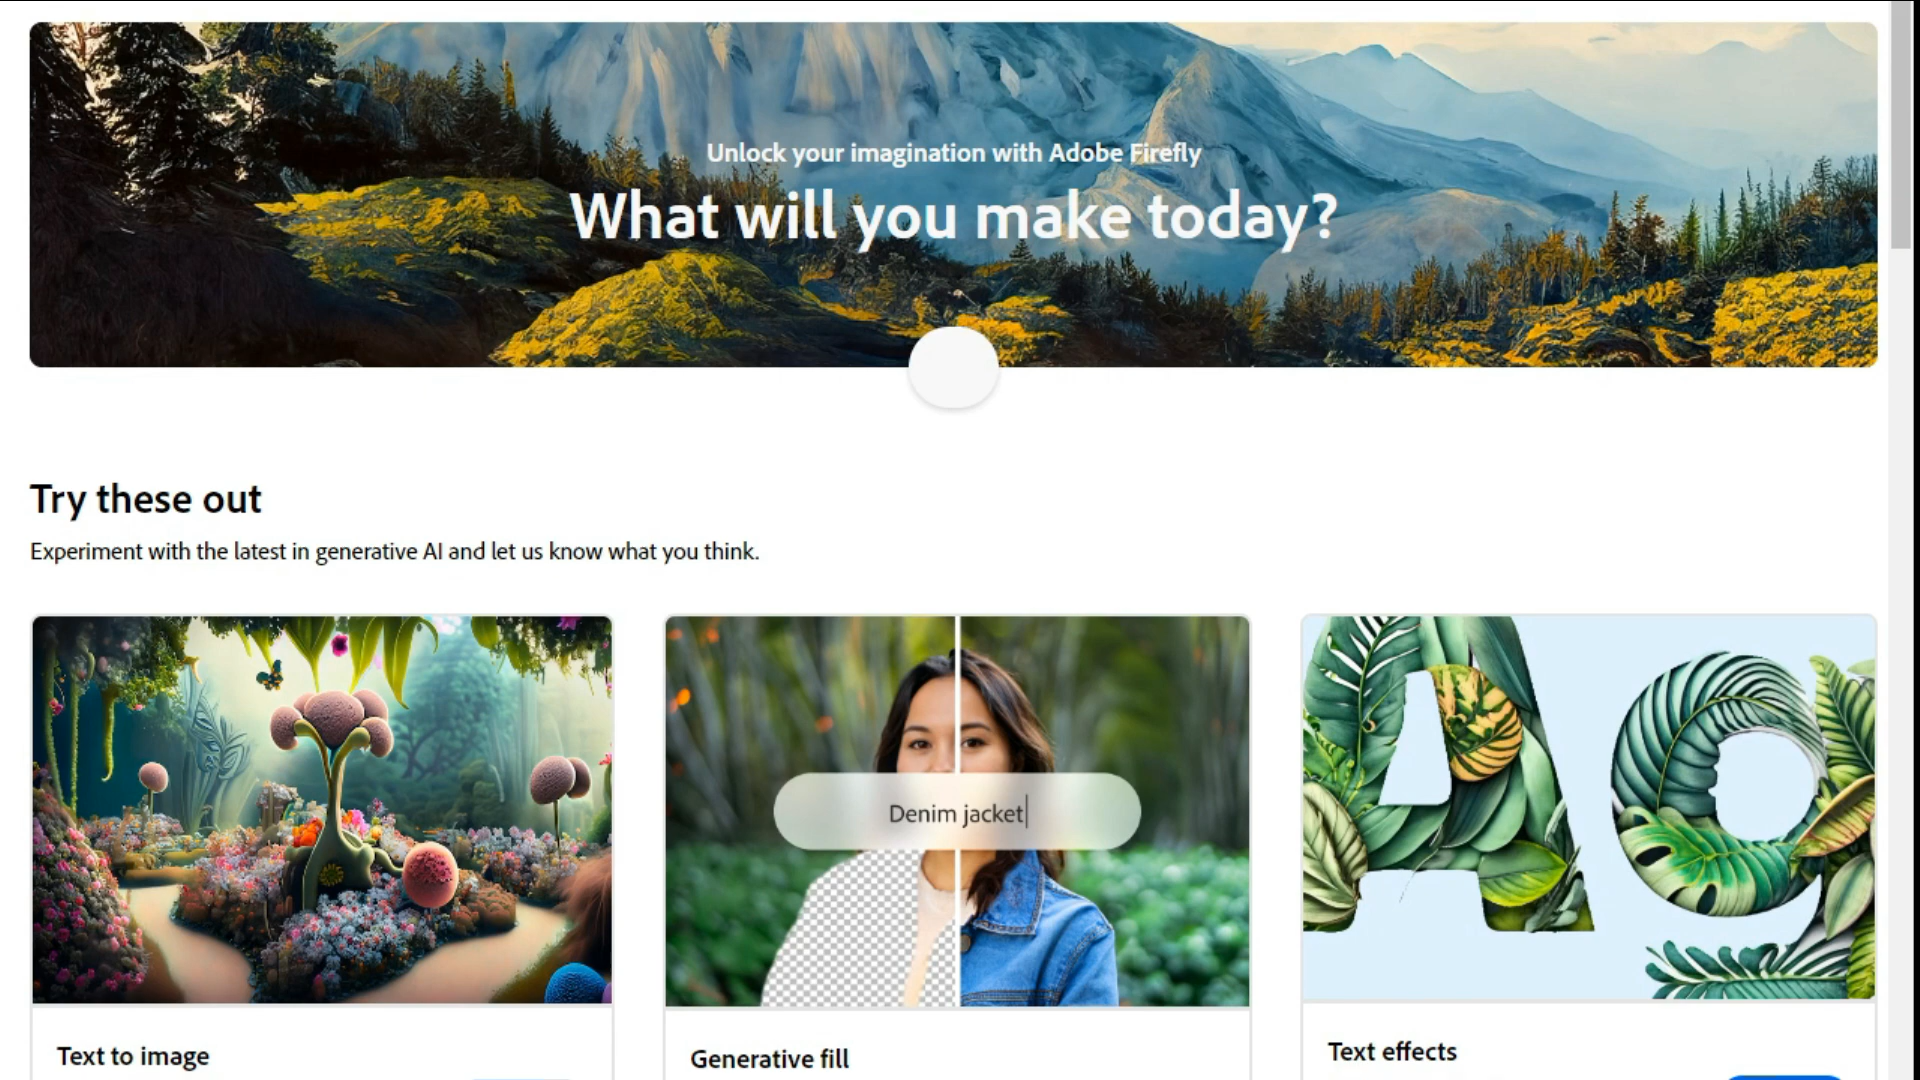 Unlock your imagination with Adobe Firefly
What will you make today?
Try these out
Experiment with the latest in generative AI and let us know what you think.
Denim jacket
Text to image
Generative fill
Text effects